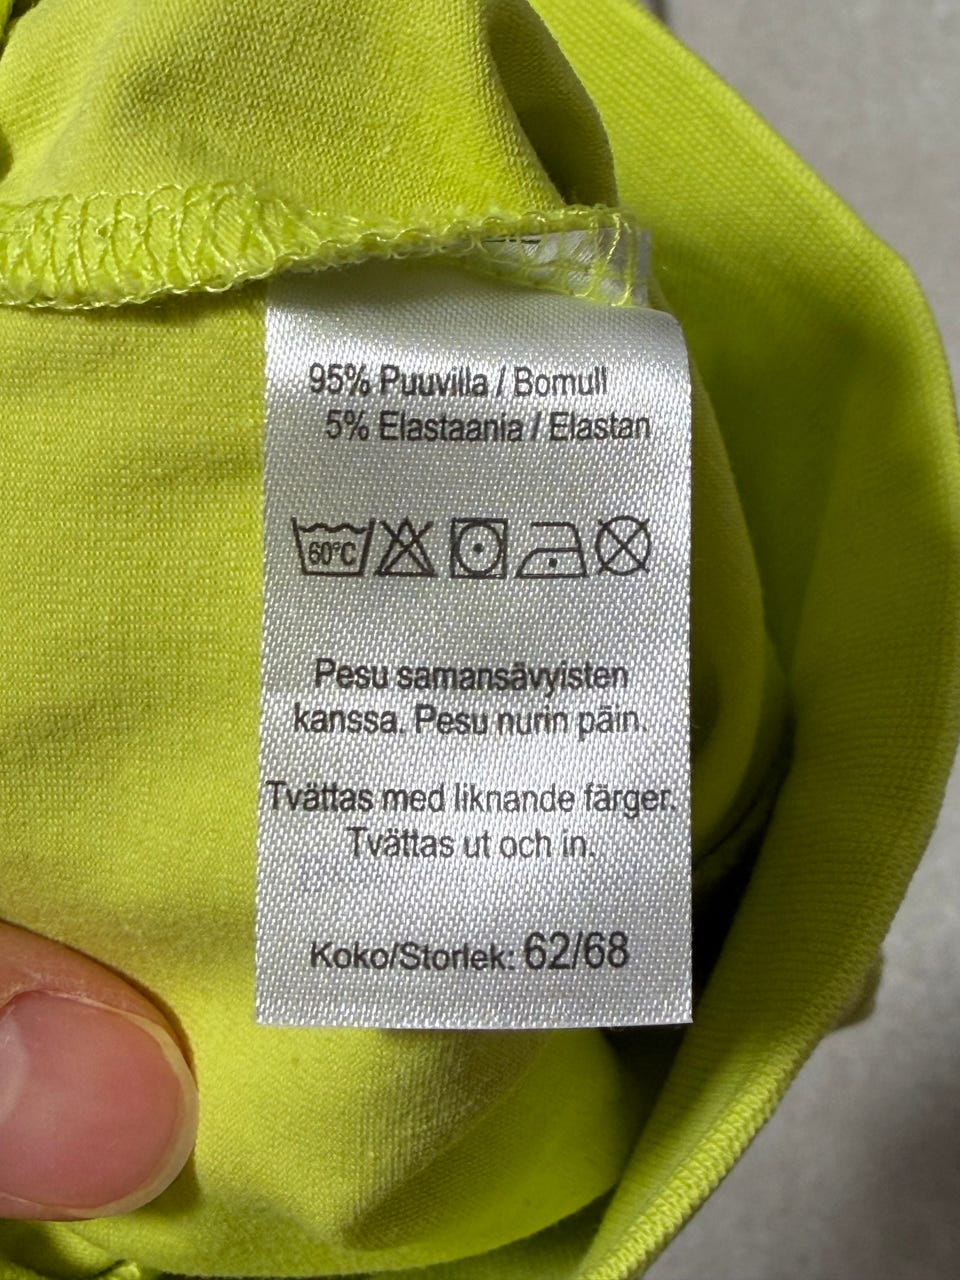 95% Puuvilla / Bomull
5% Elastaania / Elastan
60°C
Pesu samansävyisten
kanssa. Pesu nurin päin.
Tvättas med liknande färger.
Tvättas ut och in.
Koko/Storlek: 62/68